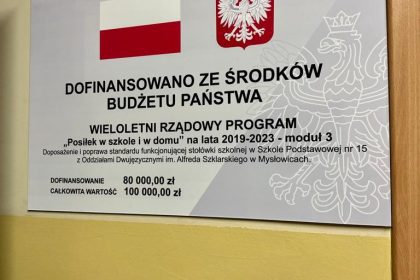 DOFINANSOWANO ZE ŚRODKÓW
BUDŻETU PAŃSTWA
WIELOLETNI RZĄDOWY PROGRAM
„Posiłek w szkole i w domu” na lata 2019-2023 - moduł 3
Doposażenie i poprawa standardu funkcjonującej stołówki szkolnej w Szkole Podstawowej nr 15
z Oddziałami Dwujęzycznymi im. Alfreda Szklarskiego w Mysłowicach.
DOFINANSOWANIE 80 000,00 zł
CAŁKOWITA WARTOŚĆ 100 000,00 zł